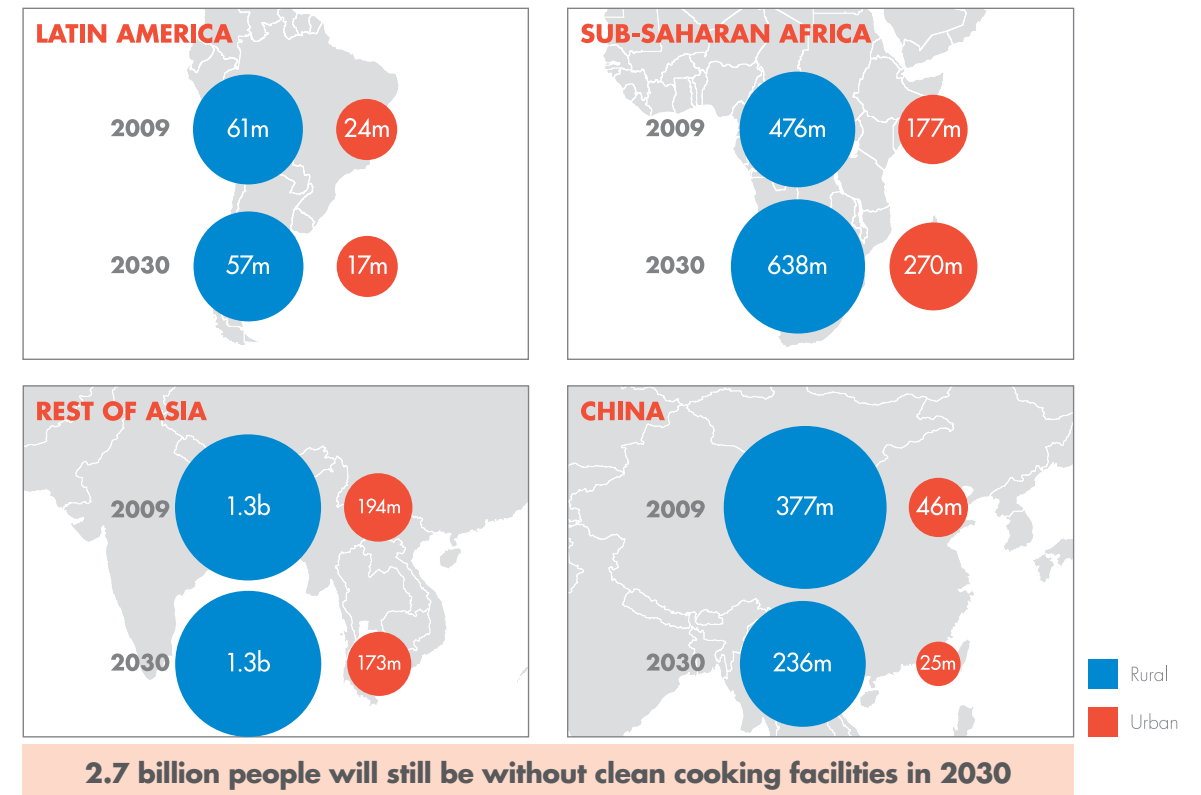 LATIN AMERICA
2009
61m
24m
2030
57m
17m
SUB-SAHARAN AFRICA
2009
476m
177m
2030
638m
270m
REST OF ASIA
2009
1.3b
194m
2030
1.3b
173m
CHINA
2009
377m
46m
2030
236m
25m
Rural
Urban
2.7 billion people will still be without clean cooking facilities in 2030